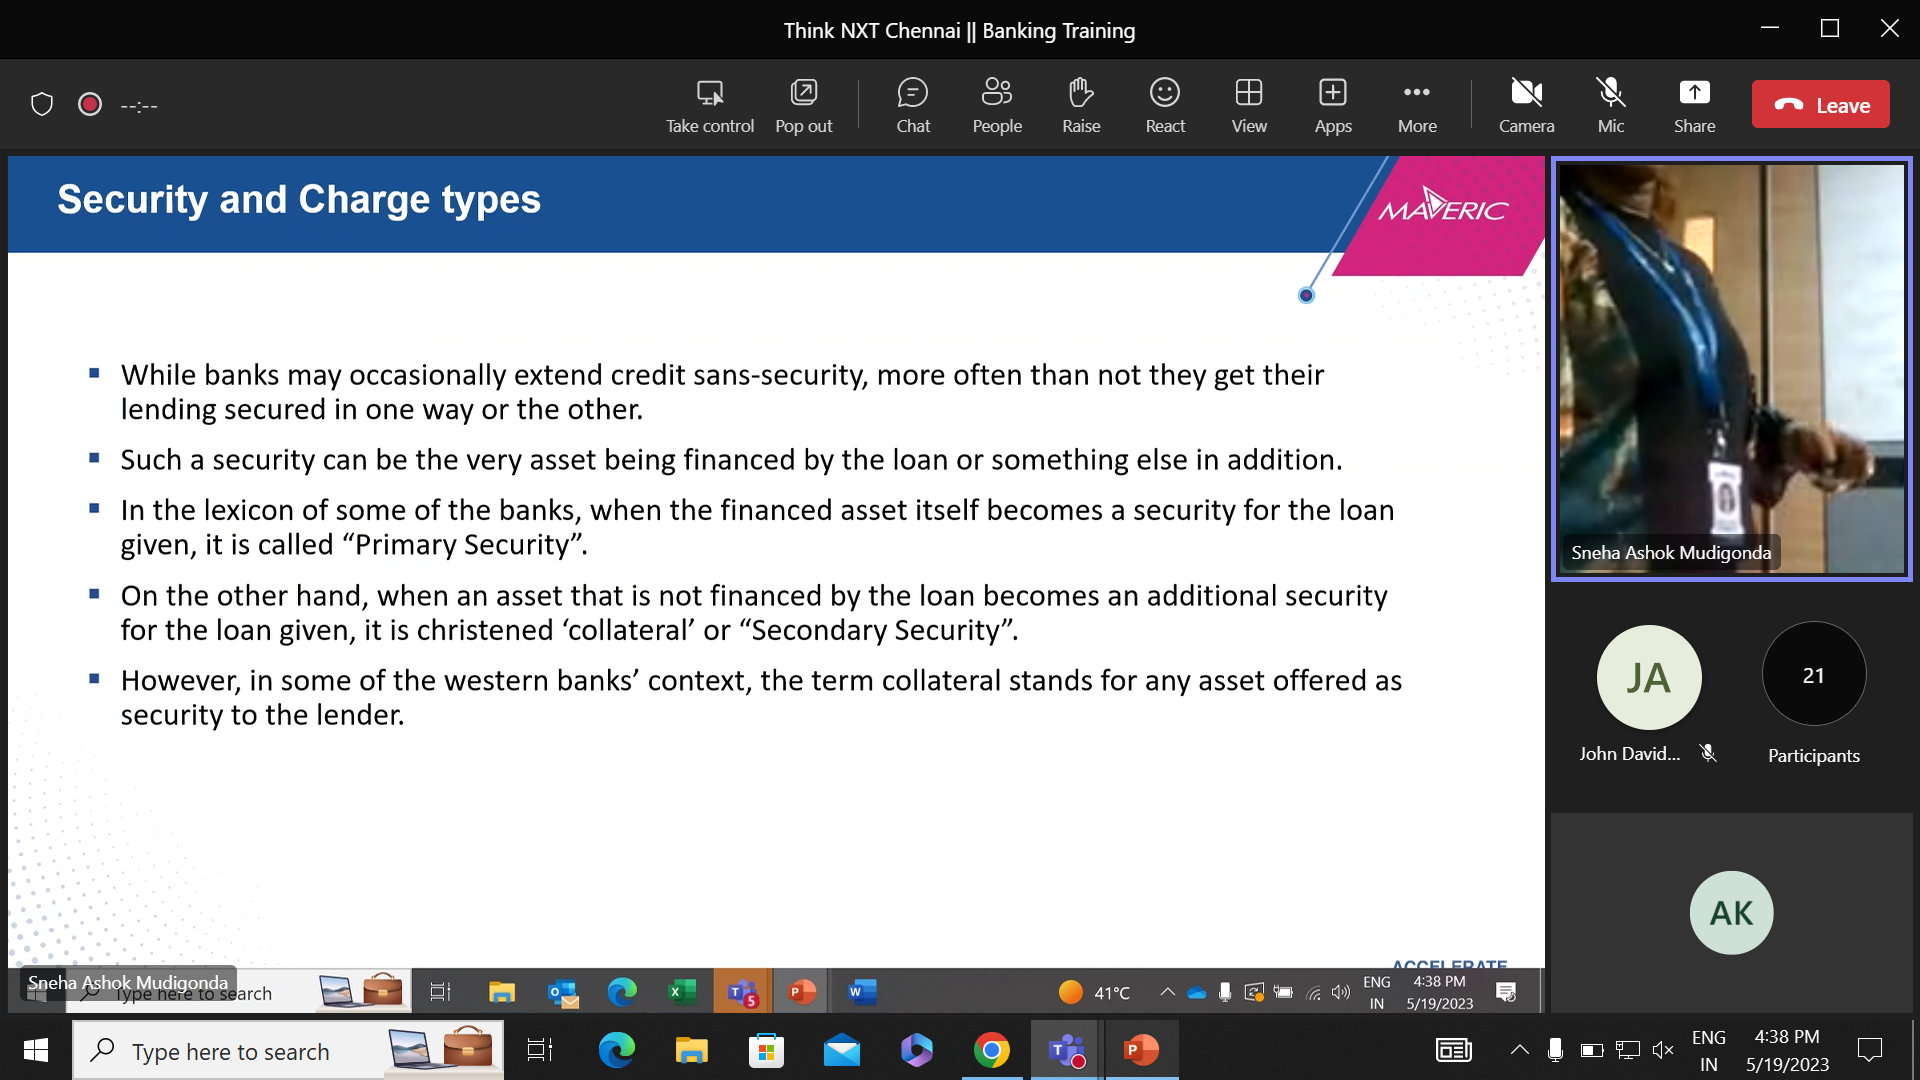 Think NXT Chennai || Banking Training
--:--
Take control
Pop out
Chat
People
Raise
React
View
Apps
More
Camera
Mic
Share
Leave
Security and Charge types
MAVERIC
While banks may occasionally extend credit sans-security, more often than not they get their
lending secured in one way or the other.
Such a security can be the very asset being financed by the loan or something else in addition.
In the lexicon of some of the banks, when the financed asset itself becomes a security for the loan
given, it is called “Primary Security”.
On the other hand, when an asset that is not financed by the loan becomes an additional security
for the loan given, it is christened ‘collateral’ or “Secondary Security”.
However, in some of the western banks’ context, the term collateral stands for any asset offered as
security to the lender.
ACCELERATE
Sneha Ashok Mudigonda
JA
John David...
21
Participants
AK
Sneha Ashok Mudigonda
Type here to search
5
41°C
ENG
IN
4:38 PM
5/19/2023
Type here to search
ENG
IN
4:38 PM
5/19/2023